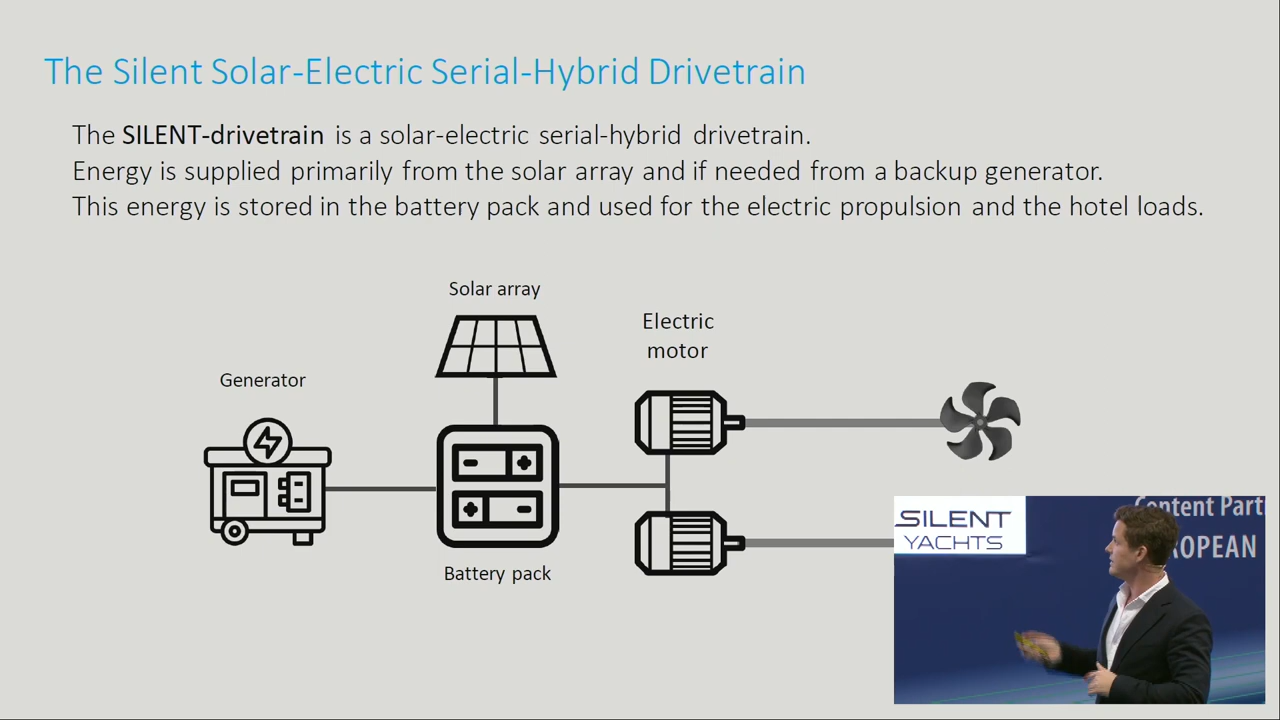 The Silent Solar-Electric Serial-Hybrid Drivetrain
The SILENT-drivetrain is a solar-electric serial-hybrid drivetrain.
Energy is supplied primarily from the solar array and if needed from a backup generator.
This energy is stored in the battery pack and used for the electric propulsion and the hotel loads.
Solar array
Electric
motor
Generator
Battery pack
SILENT
YACHTS
Content Part
ROPEAN